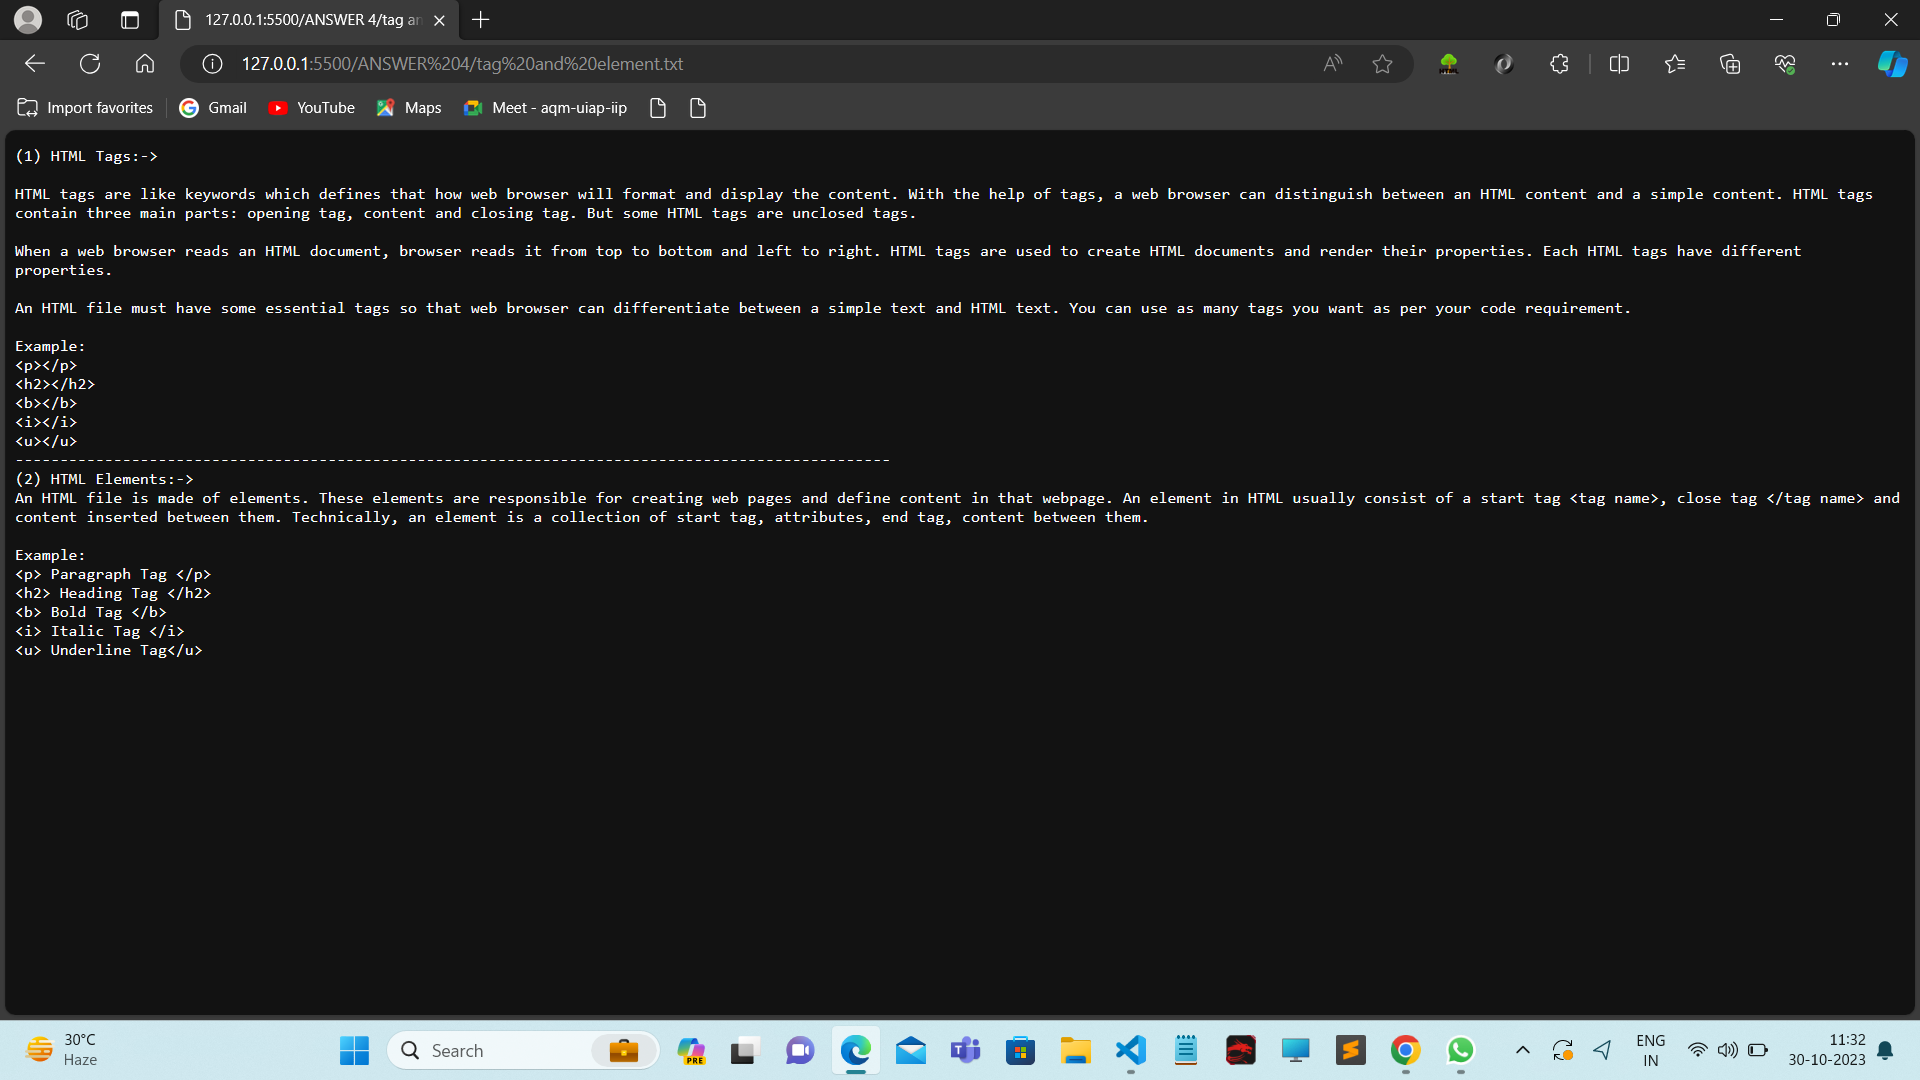 127.0.0.1:5500/ANSWER 4/tag an
127.0.0.1:5500/ANSWER%204/tag%20and%20element.txt
Import favorites Gmail YouTube Maps Meet - aqm-uiap-iip
(1) HTML Tags:->
HTML tags are like keywords which defines that how web browser will format and display the content. With the help of tags, a web browser can distinguish between an HTML content and a simple content. HTML tags
contain three main parts: opening tag, content and closing tag. But some HTML tags are unclosed tags.
When a web browser reads an HTML document, browser reads it from top to bottom and left to right. HTML tags are used to create HTML documents and render their properties. Each HTML tags have different
properties.
An HTML file must have some essential tags so that web browser can differentiate between a simple text and HTML text. You can use as many tags you want as per your code requirement.
Example:
<p></p>
<h2></h2>
<b></b>
<i></i>
<u></u>
--------------------------------------------------------------------------------------------------
(2) HTML Elements:->
An HTML file is made of elements. These elements are responsible for creating web pages and define content in that webpage. An element in HTML usually consist of a start tag <tag name>, close tag </tag name> and
content inserted between them. Technically, an element is a collection of start tag, attributes, end tag, content between them.
Example:
<p> Paragraph Tag </p>
<h2> Heading Tag </h2>
<b> Bold Tag </b>
<i> Italic Tag </i>
<u> Underline Tag</u>
30°C
Haze
Search
PRE
ENG
IN
11:32
30-10-2023